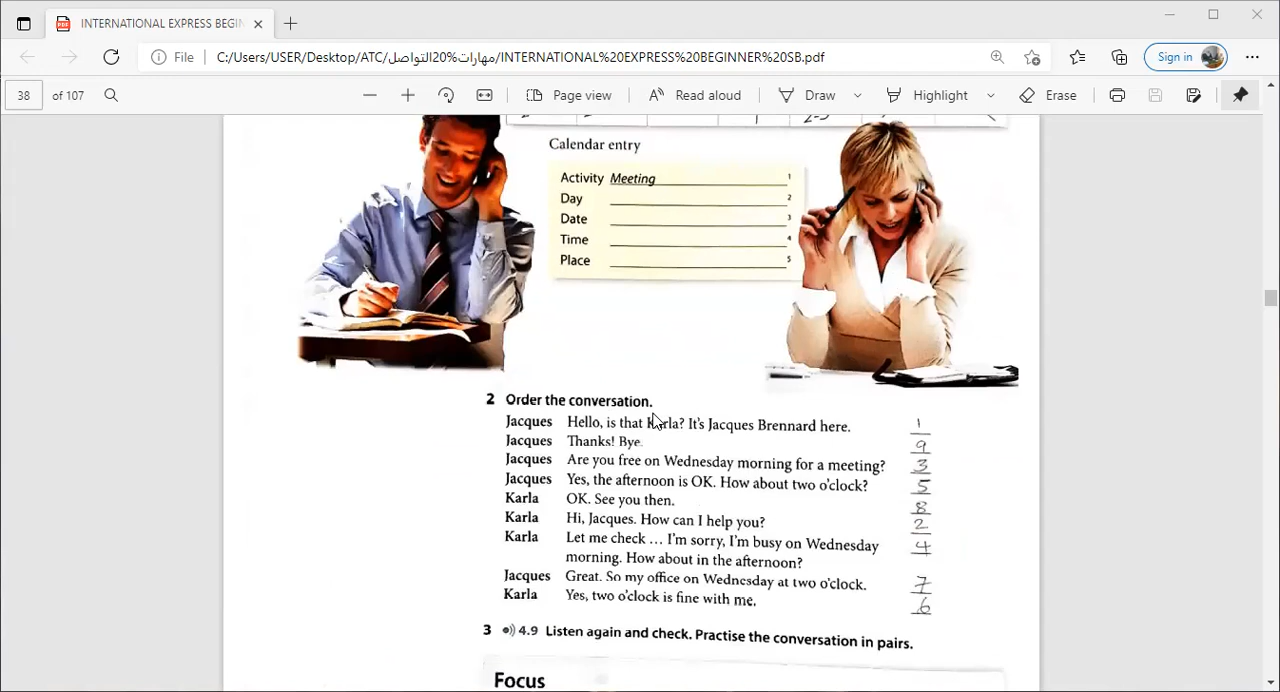 INTERNATIONAL EXPRESS BEGIN
File C:/Users/USER/Desktop/ATC/مهارات%20التواصل/INTERNATIONAL%20EXPRESS%20BEGINNER%20SB.pdf Sign in
38 of 107 Page view Read aloud Draw Highlight Erase
Calendar entry
Activity Meeting 1
Day 2
Date 3
Time 4
Place 5
2 Order the conversation.
Jacques Hello, is that Karla? It's Jacques Brennard here. 1
Jacques Thanks! Bye. 9
Jacques Are you free on Wednesday morning for a meeting? 3
Jacques Yes, the afternoon is OK. How about two o'clock? 5
Karla OK. See you then. 8
Karla Hi, Jacques. How can I help you? 2
Karla Let me check … I'm sorry, I'm busy on Wednesday 4
morning. How about in the afternoon?
Jacques Great. So my office on Wednesday at two o'clock. 7
Karla Yes, two o'clock is fine with me. 6
3 4.9 Listen again and check. Practise the conversation in pairs.
Focus